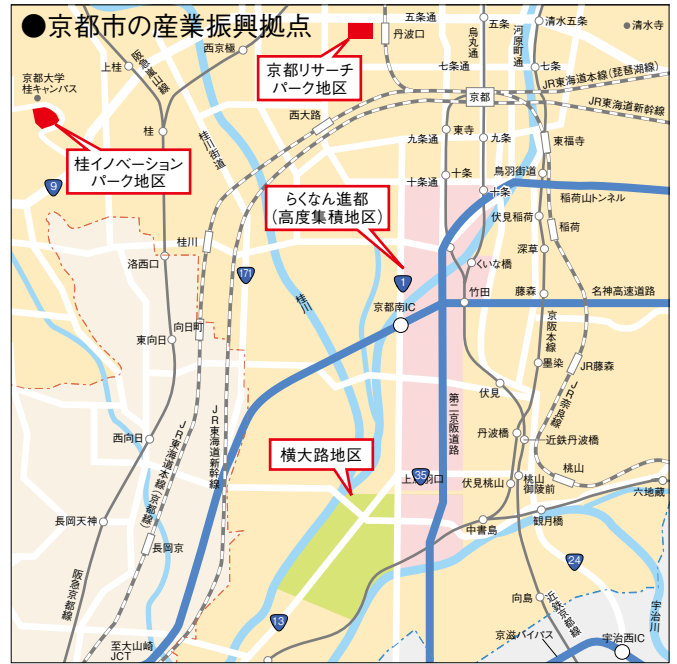 ●京都市の産業振興拠点
五条通
五条
清水五条
清水寺
丹波口
烏丸通
河原町通
阪急嵐山線
西京極
上桂
京都大学
桂キャンパス
京都リサーチ
パーク地区
七条通
七条
JR東海道本線(琵琶湖線)
JR東海道新幹線
京都
西大路
桂
桂川街道
東寺
九条通
九条
東福寺
桂イノベーション
パーク地区
9
十条通
十条
鳥羽街道
十条
稲荷山トンネル
らくなん進都
(高度集積地区)
伏見稲荷
稲荷
桂川
洛西口
171
桂川
くいな橋
深草
1
竹田
藤森
名神高速道路
京都南IC
京阪本線
向日町
東向日
墨染
JR藤森
JR奈良線
伏見
第二京阪道路
JR東海道新幹線
JR東海道本線(京都線)
西向日
横大路地区
丹波橋
近鉄丹波橋
35
上鳥羽口
伏見桃山
桃山
御陵前
桃山
六地蔵
長岡天神
長岡京
中書島
観月橋
24
阪急京都線
向島
近鉄京都線
宇治川
13
京滋バイパス
宇治西IC
至大山崎
JCT